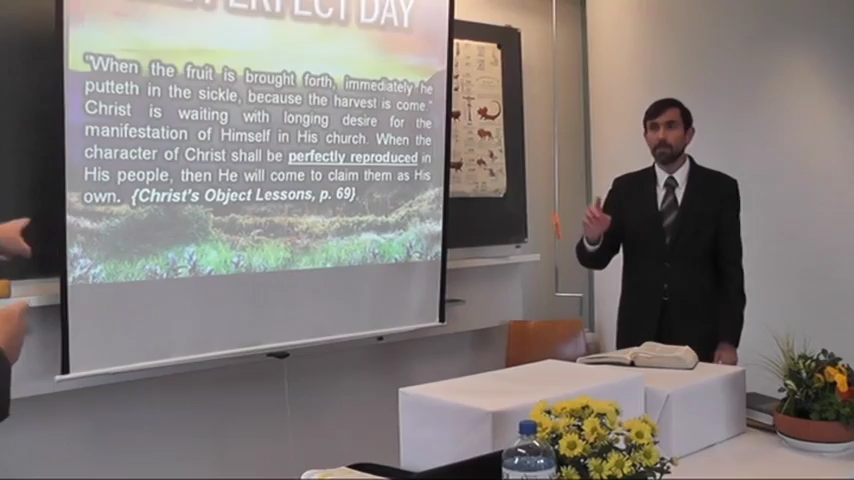 PERFECT DAY
"When the fruit is brought forth, immediately he
putteth in the sickle, because the harvest is come."
Christ is waiting with longing desire for the
manifestation of Himself in His church. When the
character of Christ shall be perfectly reproduced in
His people, then He will come to claim them as His
own. {Christ's Object Lessons, p. 69}